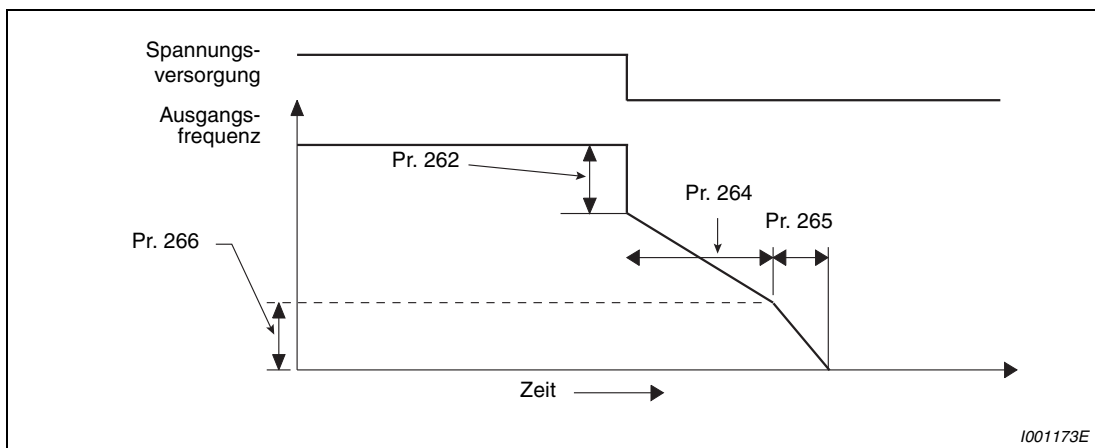 Spannungs-
versorgung
Ausgangs-
frequenz
Pr. 262
Pr. 264
Pr. 265
Pr. 266
Zeit
I001173E